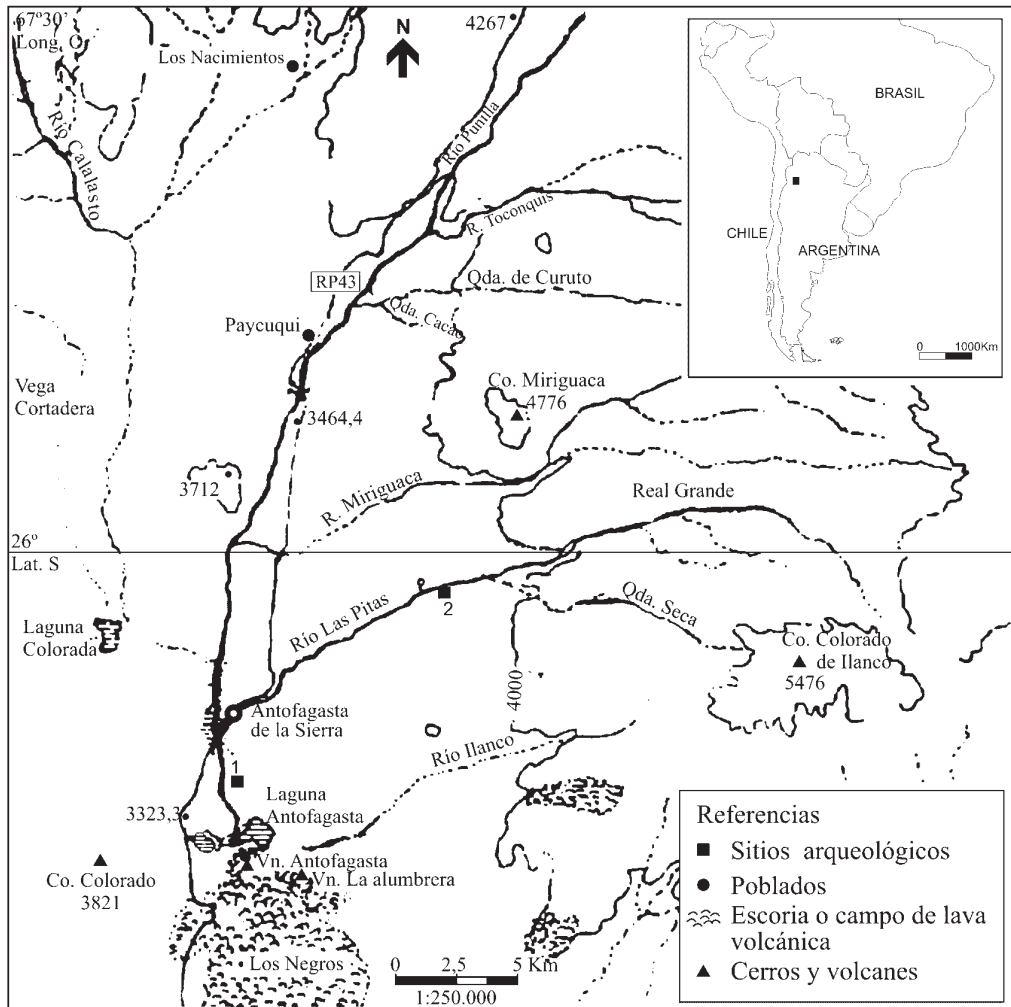 67°30'
Long. O
4267
N
Los Nacimientos
Río Calalasto
Río Puntilla
R. Toconquis
RP43
Qda. de Curuto
Qda. Cacao
Paycuqui
Vega
Cortadera
Co. Miriguaca
4776
3464,4
3712
R. Miriguaca
Real Grande
26°
Lat. S
Río Las Pitas
2
Qda. Seca
Laguna
Colorada
Co. Colorado
de Ilanco
5476
4000
Antofagasta
de la Sierra
Río Ilanco
1
3323,3
Laguna
Antofagasta
Vn. Antofagasta
Vn. La alumbrera
Co. Colorado
3821
Los Negros
0 2,5 5 Km
1:250.000
BRASIL
CHILE
ARGENTINA
0 1000Km
Referencias
Sitios arqueológicos
Poblados
Escoria o campo de lava
volcánica
Cerros y volcanes